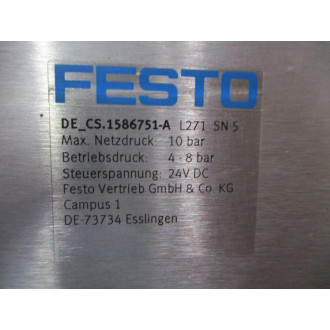 FESTO
DE_CS.1586751-A L271 SN 5
Max. Netzdruck: 10 bar
Betriebsdruck: 4 - 8 bar
Steuerspannung: 24V DC
Festo Vertrieb GmbH & Co. KG
Campus 1
DE-73734 Esslingen